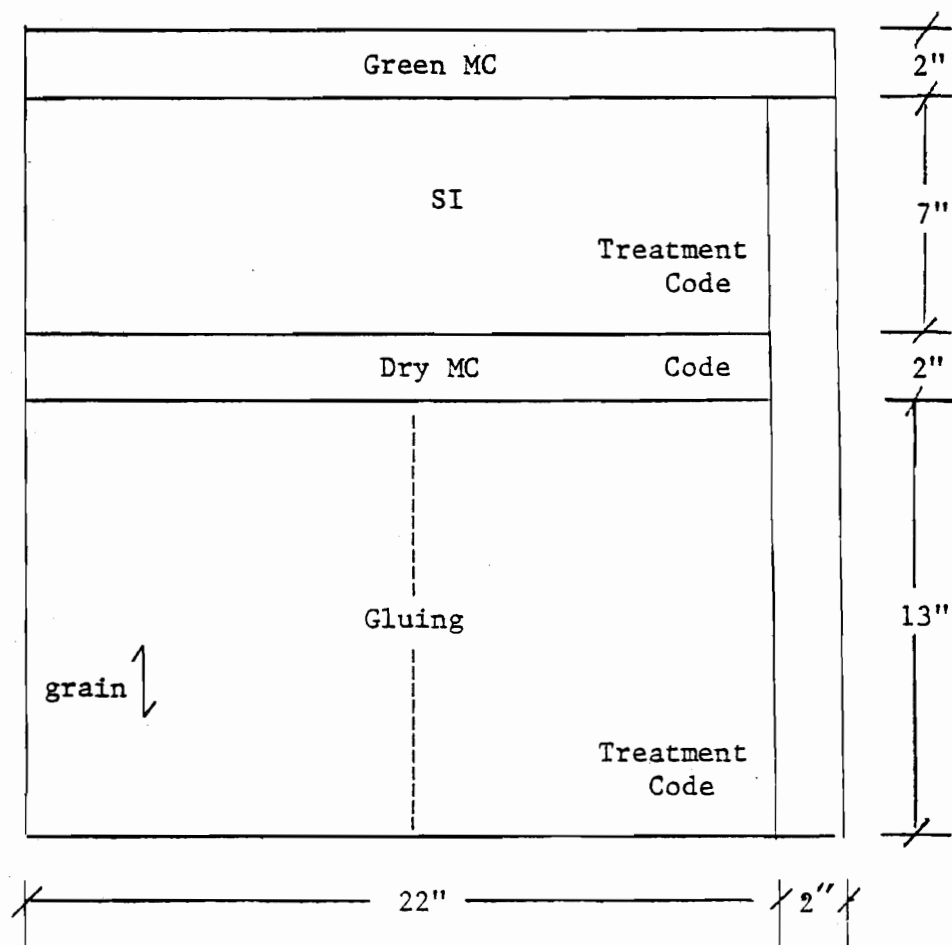 Green MC
2"
SI
7"
Treatment
Code
Dry MC
Code
2"
Gluing
13"
grain
Treatment
Code
22"
2"